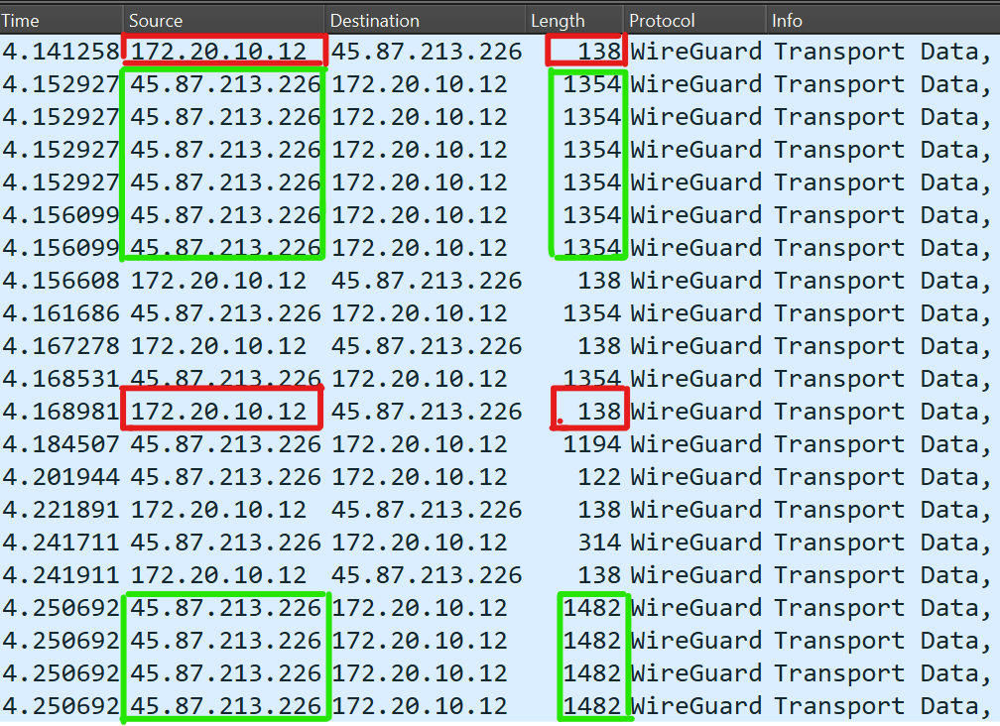 Time Source Destination Length Protocol Info
4.141258 172.20.10.12 45.87.213.226 138 WireGuard Transport Data,
4.152927 45.87.213.226 172.20.10.12 1354 WireGuard Transport Data,
4.152927 45.87.213.226 172.20.10.12 1354 WireGuard Transport Data,
4.152927 45.87.213.226 172.20.10.12 1354 WireGuard Transport Data,
4.152927 45.87.213.226 172.20.10.12 1354 WireGuard Transport Data,
4.156099 45.87.213.226 172.20.10.12 1354 WireGuard Transport Data,
4.156099 45.87.213.226 172.20.10.12 1354 WireGuard Transport Data,
4.156608 172.20.10.12 45.87.213.226 138 WireGuard Transport Data,
4.161686 45.87.213.226 172.20.10.12 1354 WireGuard Transport Data,
4.167278 172.20.10.12 45.87.213.226 138 WireGuard Transport Data,
4.168531 45.87.213.226 172.20.10.12 1354 WireGuard Transport Data,
4.168981 172.20.10.12 45.87.213.226 138 WireGuard Transport Data,
4.184507 45.87.213.226 172.20.10.12 1194 WireGuard Transport Data,
4.201944 45.87.213.226 172.20.10.12 122 WireGuard Transport Data,
4.221891 172.20.10.12 45.87.213.226 138 WireGuard Transport Data,
4.241711 45.87.213.226 172.20.10.12 314 WireGuard Transport Data,
4.241911 172.20.10.12 45.87.213.226 138 WireGuard Transport Data,
4.250692 45.87.213.226 172.20.10.12 1482 WireGuard Transport Data,
4.250692 45.87.213.226 172.20.10.12 1482 WireGuard Transport Data,
4.250692 45.87.213.226 172.20.10.12 1482 WireGuard Transport Data,
4.250692 45.87.213.226 172.20.10.12 1482 WireGuard Transport Data,